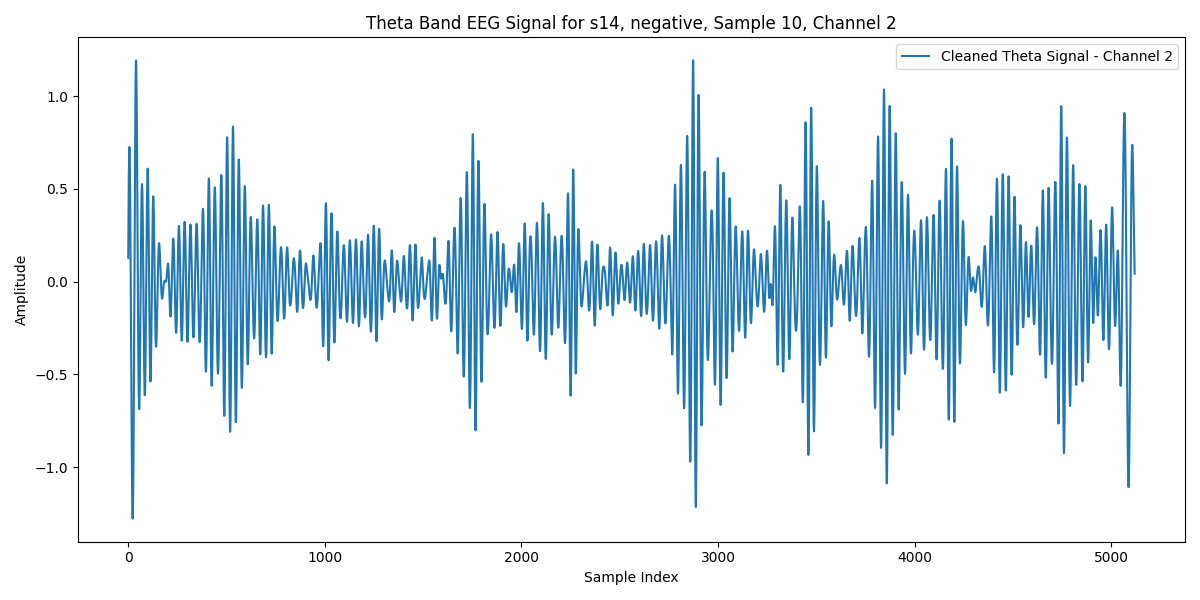 Theta Band EEG Signal for s14, negative, Sample 10, Channel 2
Cleaned Theta Signal - Channel 2
Amplitude
1.0
0.5
0.0
−0.5
−1.0
0 1000 2000 3000 4000 5000
Sample Index